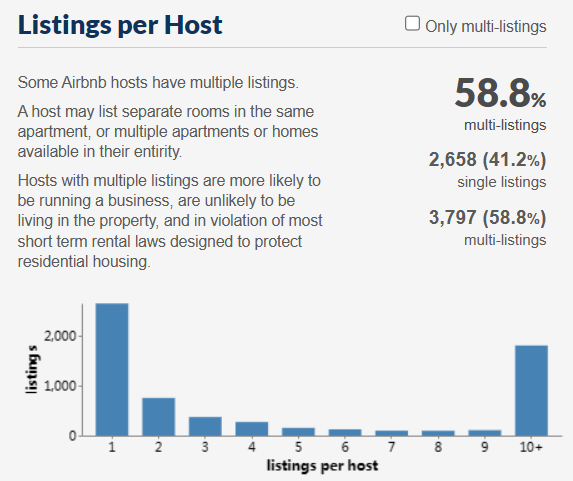 Listings per Host
Only multi-listings
Some Airbnb hosts have multiple listings.
A host may list separate rooms in the same
apartment, or multiple apartments or homes
available in their entirity.
Hosts with multiple listings are more likely to
be running a business, are unlikely to be
living in the property, and in violation of most
short term rental laws designed to protect
residential housing.
58.8%
multi-listings
2,658 (41.2%)
single listings
3,797 (58.8%)
multi-listings
listings
2,000
1,000
0
1 2 3 4 5 6 7 8 9 10+
listings per host